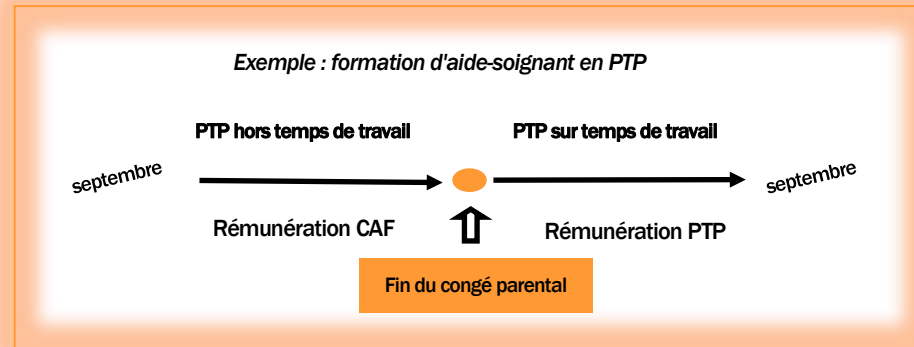 Exemple : formation d'aide-soignant en PTP
PTP hors temps de travail
PTP sur temps de travail
septembre
septembre
Rémunération CAF
Rémunération PTP
Fin du congé parental